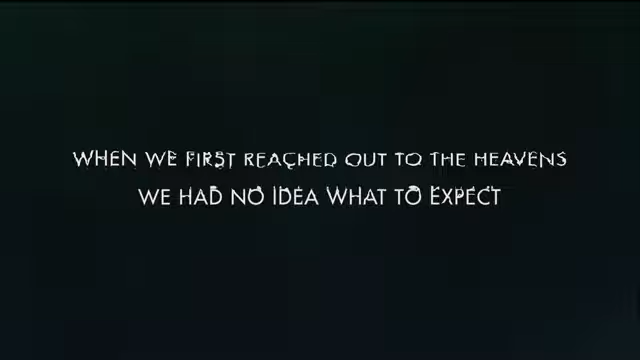 WHEN WE FIRST REACHED OUT TO THE HEAVENS
WE HAD NO IDEA WHAT TO EXPECT